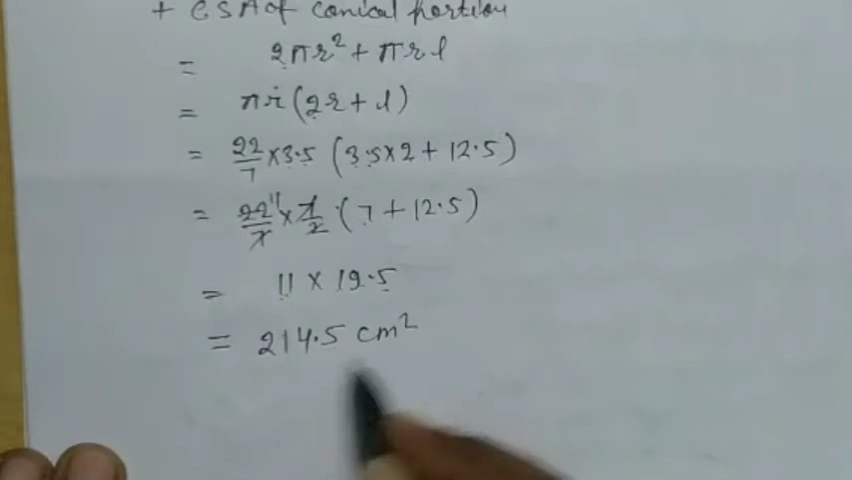 + CSA of conical portion
= 2πr² + πrl
= πr(2r + l)
= 22/7 × 3.5 (3.5×2 + 12.5)
= 22 11/7 × 7/2 (7 + 12.5)
= 11 × 19.5
= 214.5 cm²